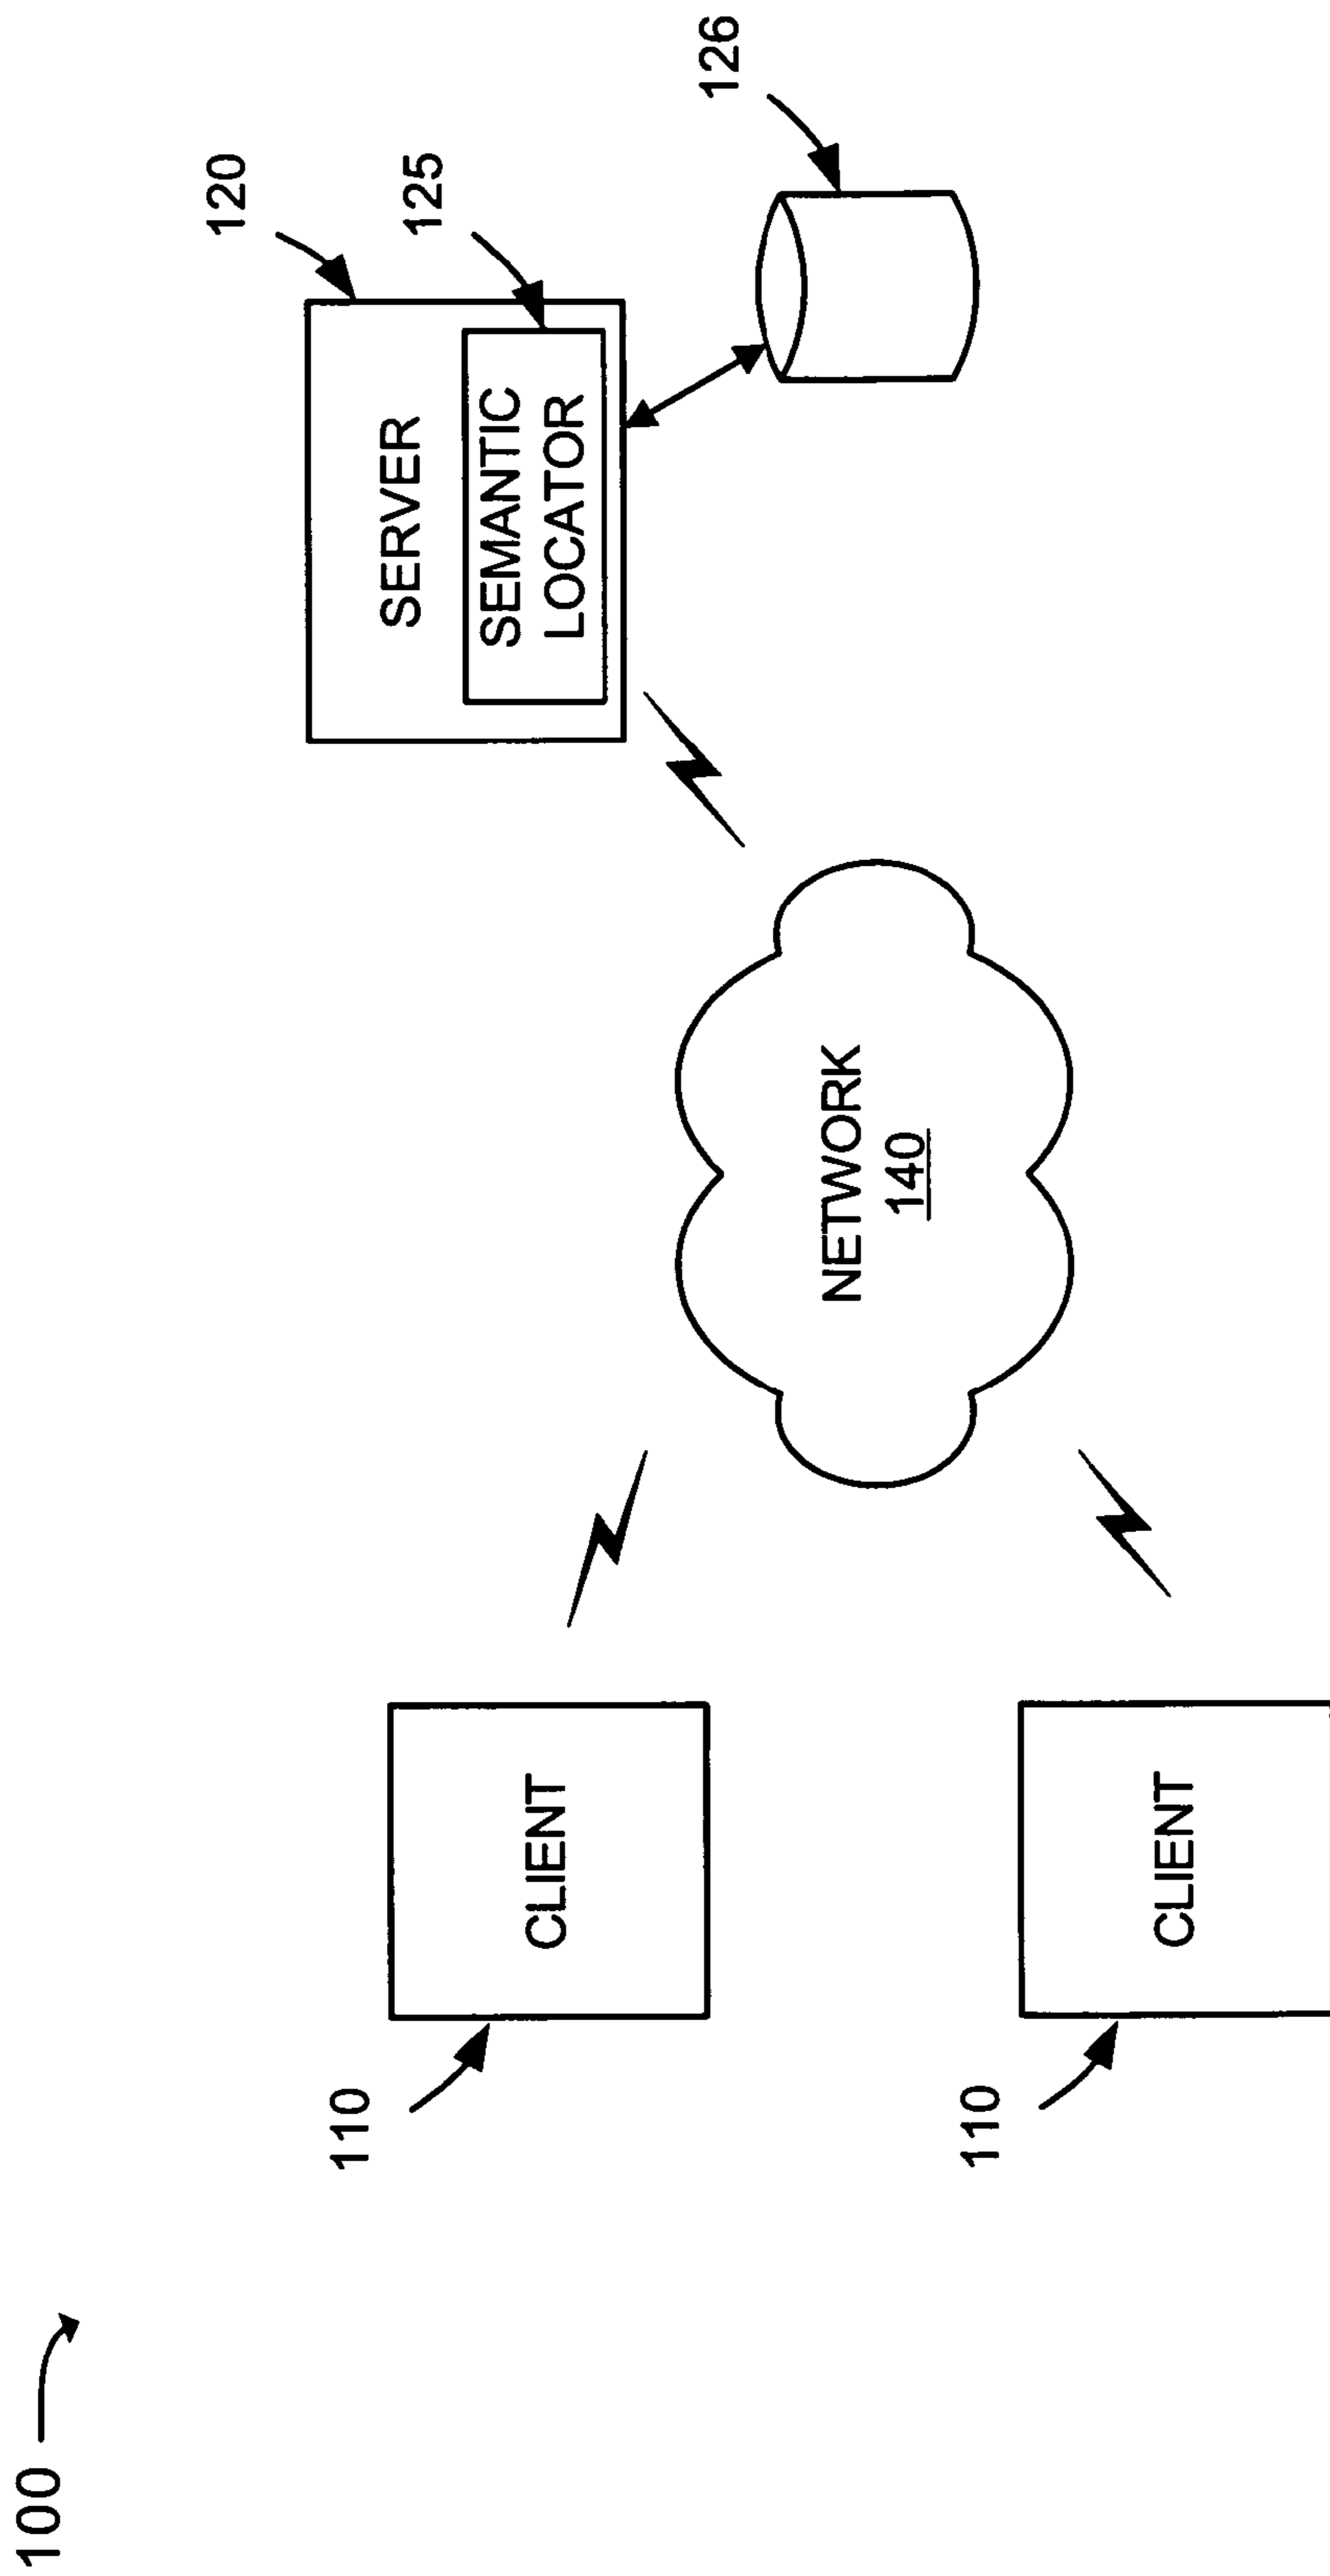 100
110
CLIENT
110
CLIENT
NETWORK
140
SERVER
120
SEMANTIC
LOCATOR
125
126